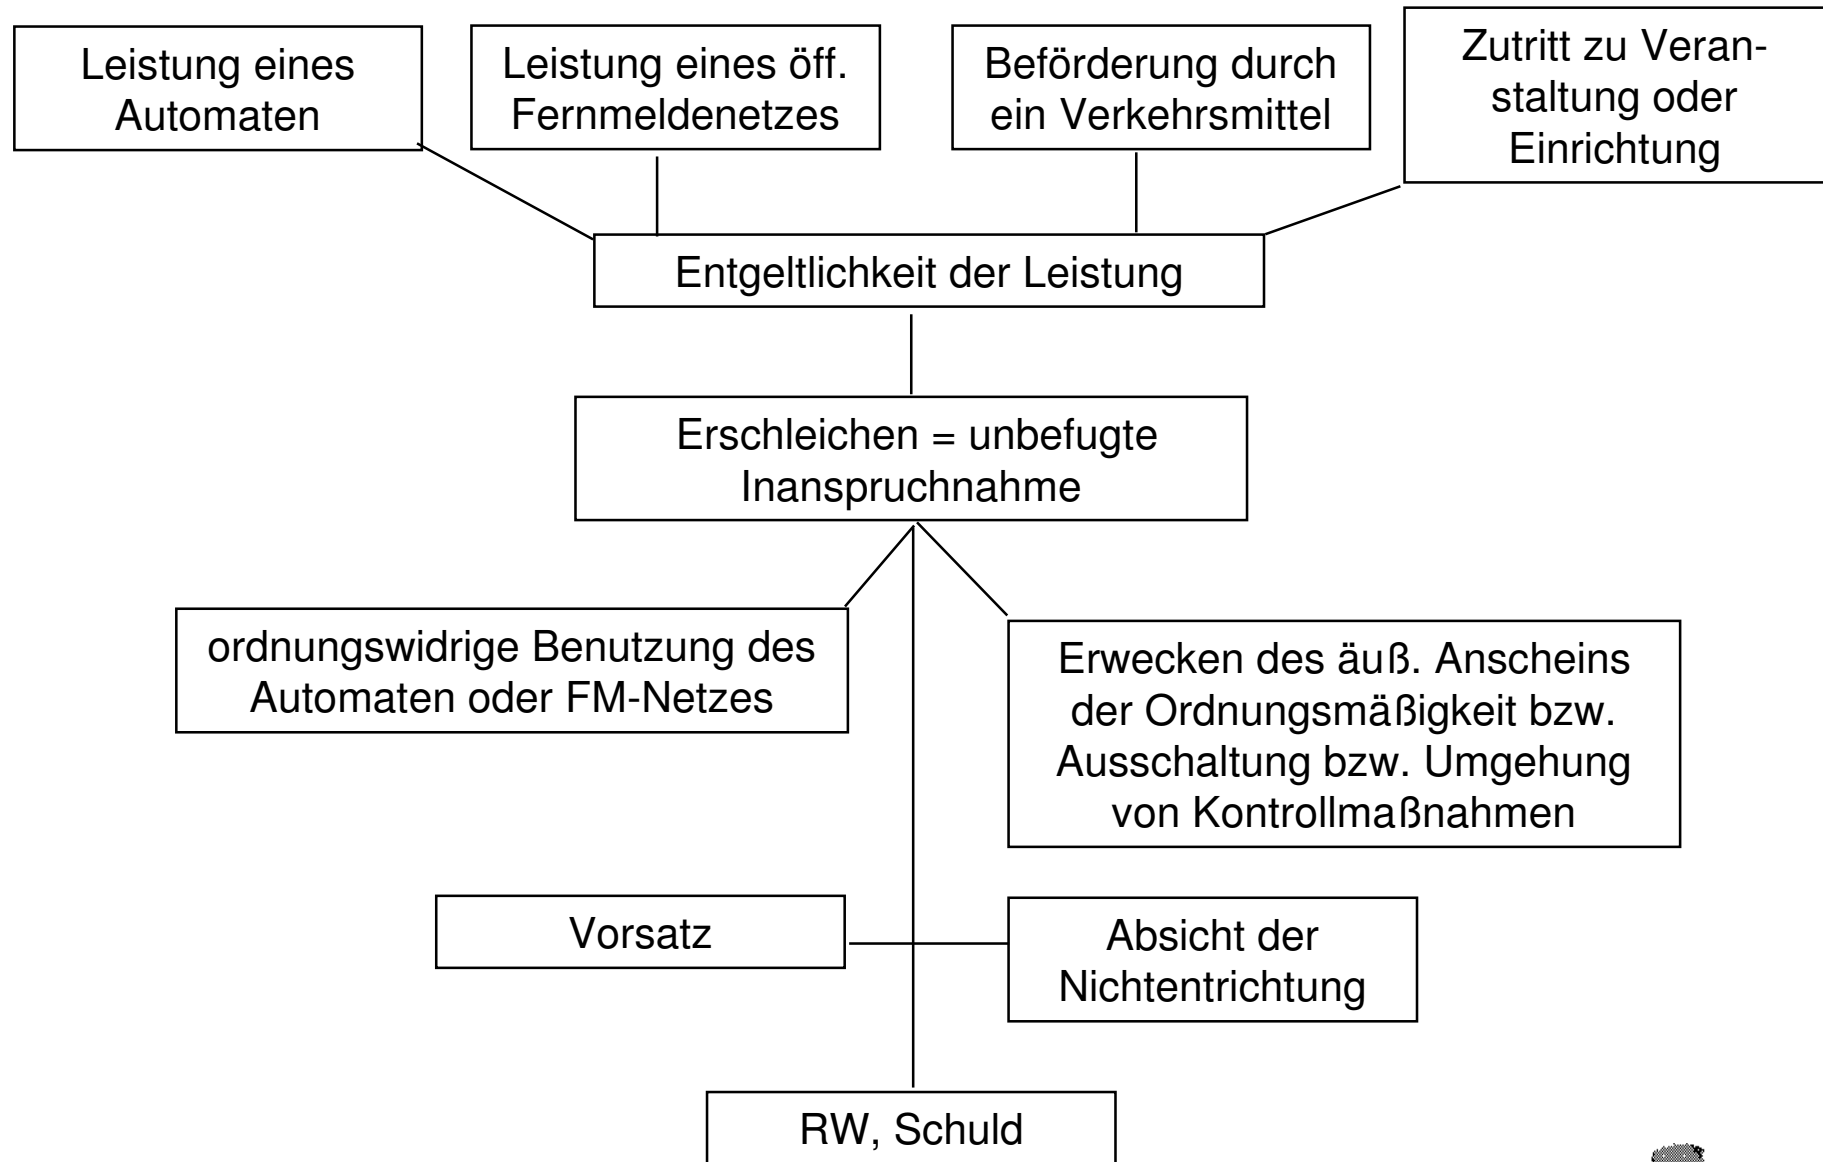 Leistung eines
Automaten
Leistung eines öff.
Fernmeldenetzes
Beförderung durch
ein Verkehrsmittel
Zutritt zu Veran-
staltung oder
Einrichtung
Entgeltlichkeit der Leistung
Erschleichen = unbefugte
Inanspruchnahme
ordnungswidrige Benutzung des
Automaten oder FM-Netzes
Erwecken des äuß. Anscheins
der Ordnungsmäßigkeit bzw.
Ausschaltung bzw. Umgehung
von Kontrollmaßnahmen
Vorsatz
Absicht der
Nichtentrichtung
RW, Schuld